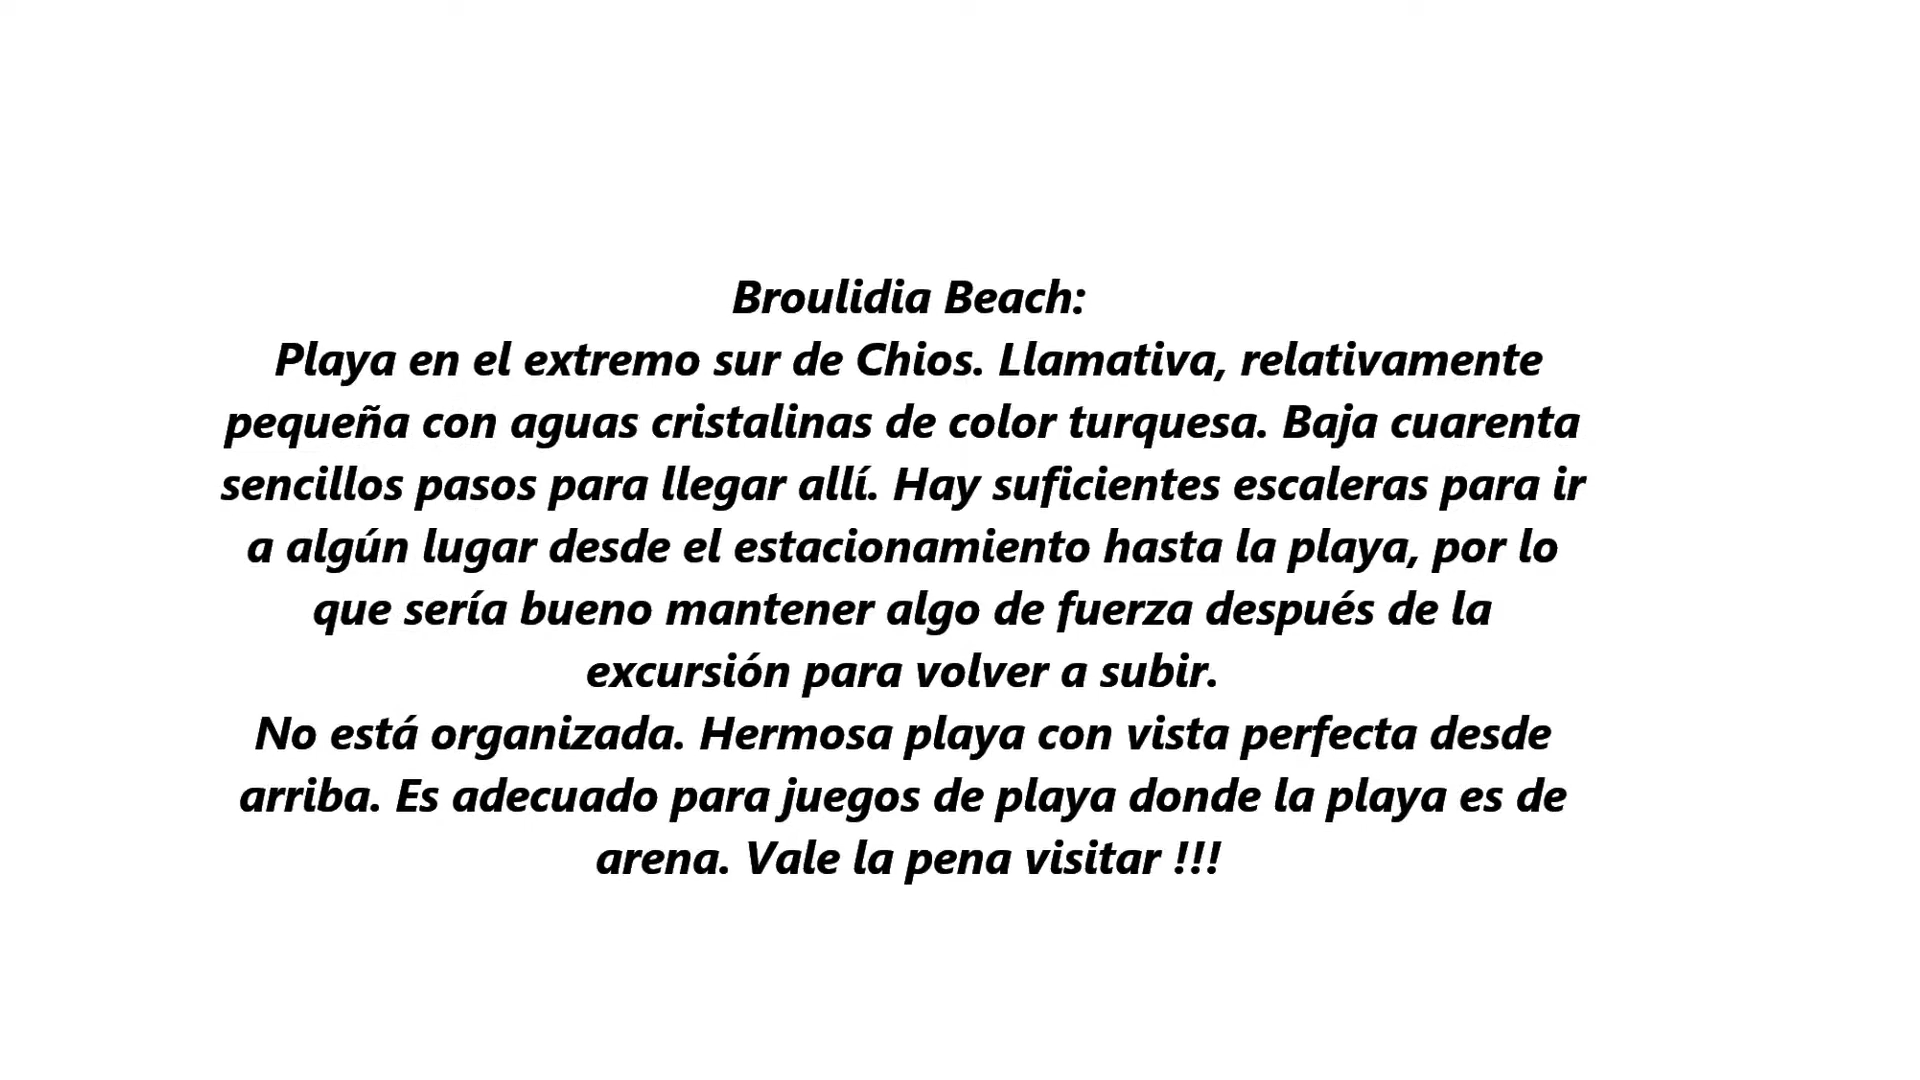 Broulidia Beach:
Playa en el extremo sur de Chios. Llamativa, relativamente
pequeña con aguas cristalinas de color turquesa. Baja cuarenta
sencillos pasos para llegar allí. Hay suficientes escaleras para ir
a algún lugar desde el estacionamiento hasta la playa, por lo
que sería bueno mantener algo de fuerza después de la
excursión para volver a subir.
No está organizada. Hermosa playa con vista perfecta desde
arriba. Es adecuado para juegos de playa donde la playa es de
arena. Vale la pena visitar !!!